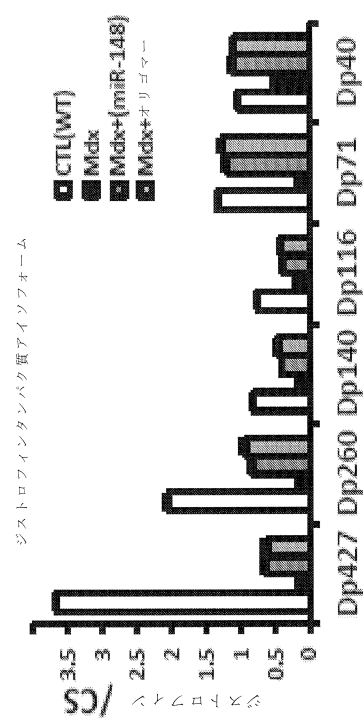 ジストロフィンタンパク質アイソフォーム
CTL(WT)
Mdx
Mdx+(miR-148)
Mdx+オリゴマー
ジストロフィン /CS
3.5
3
2.5
2
1.5
1
0.5
0
Dp427 Dp260 Dp140 Dp116 Dp71 Dp40